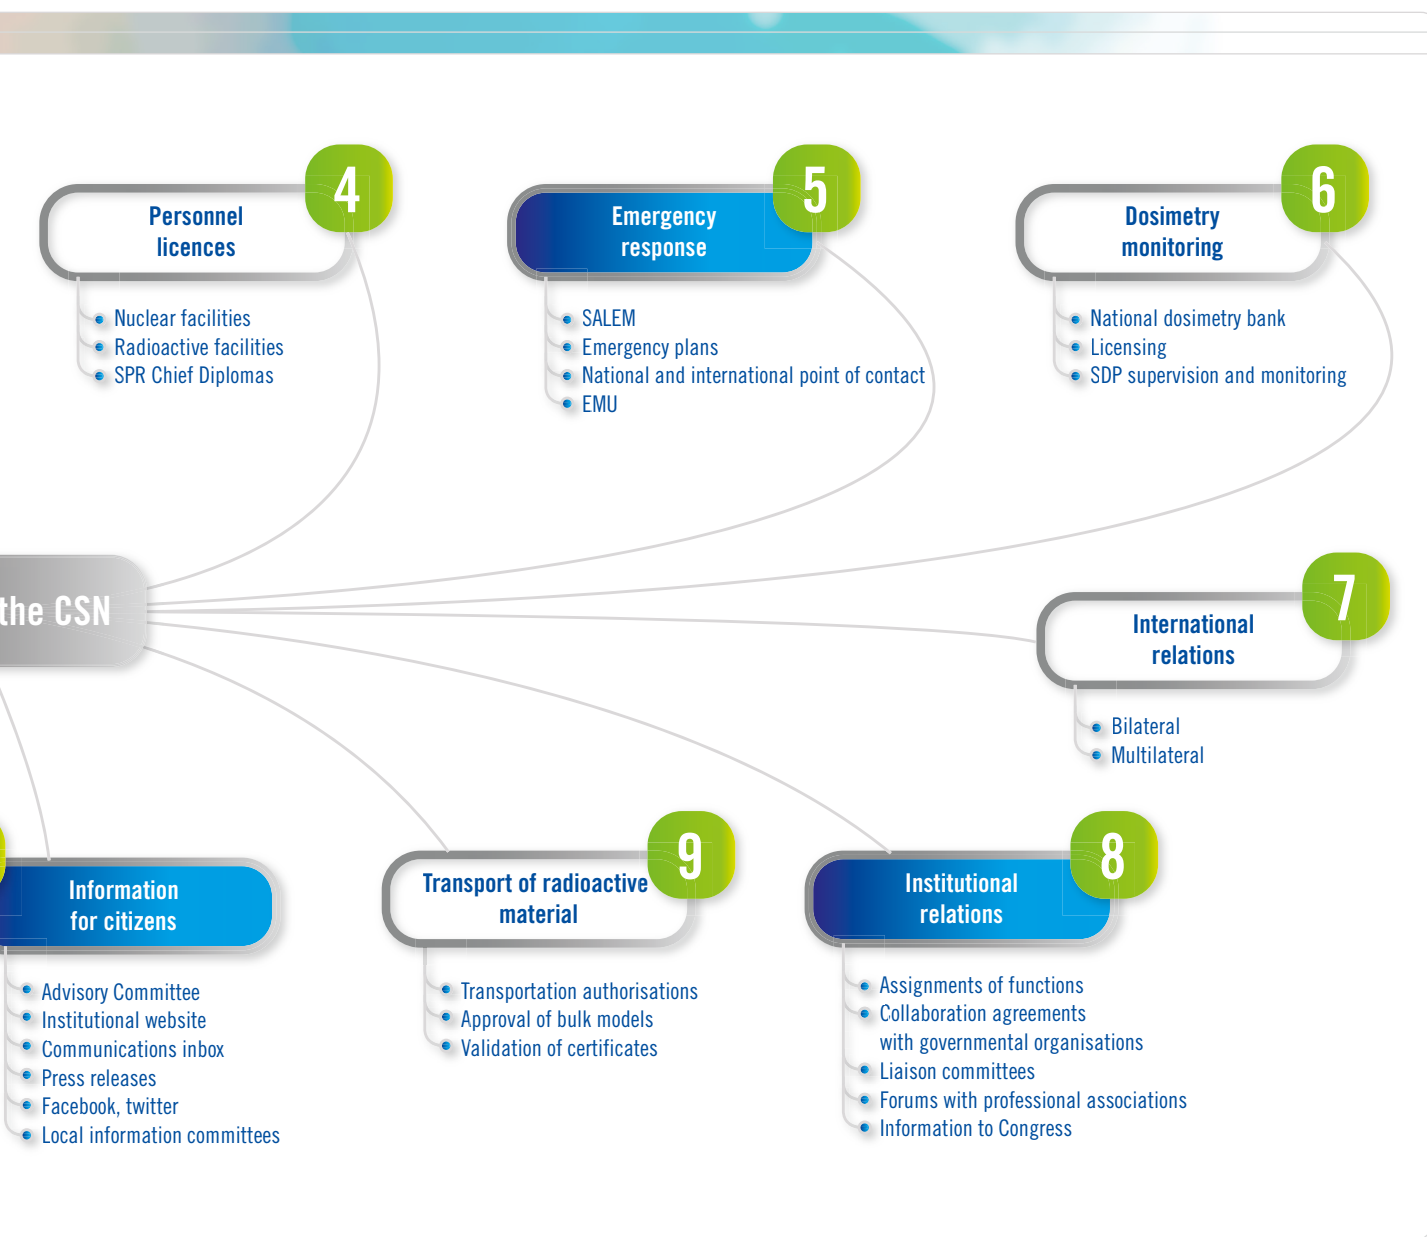 4
Personnel
licences
Nuclear facilities
Radioactive facilities
SPR Chief Diplomas
5
Emergency
response
SALEM
Emergency plans
National and international point of contact
EMU
6
Dosimetry
monitoring
National dosimetry bank
Licensing
SDP supervision and monitoring
the CSN
7
International
relations
Bilateral
Multilateral
Information
for citizens
Advisory Committee
Institutional website
Communications inbox
Press releases
Facebook, twitter
Local information committees
9
Transport of radioactive
material
Transportation authorisations
Approval of bulk models
Validation of certificates
8
Institutional
relations
Assignments of functions
Collaboration agreements
with governmental organisations
Liaison committees
Forums with professional associations
Information to Congress